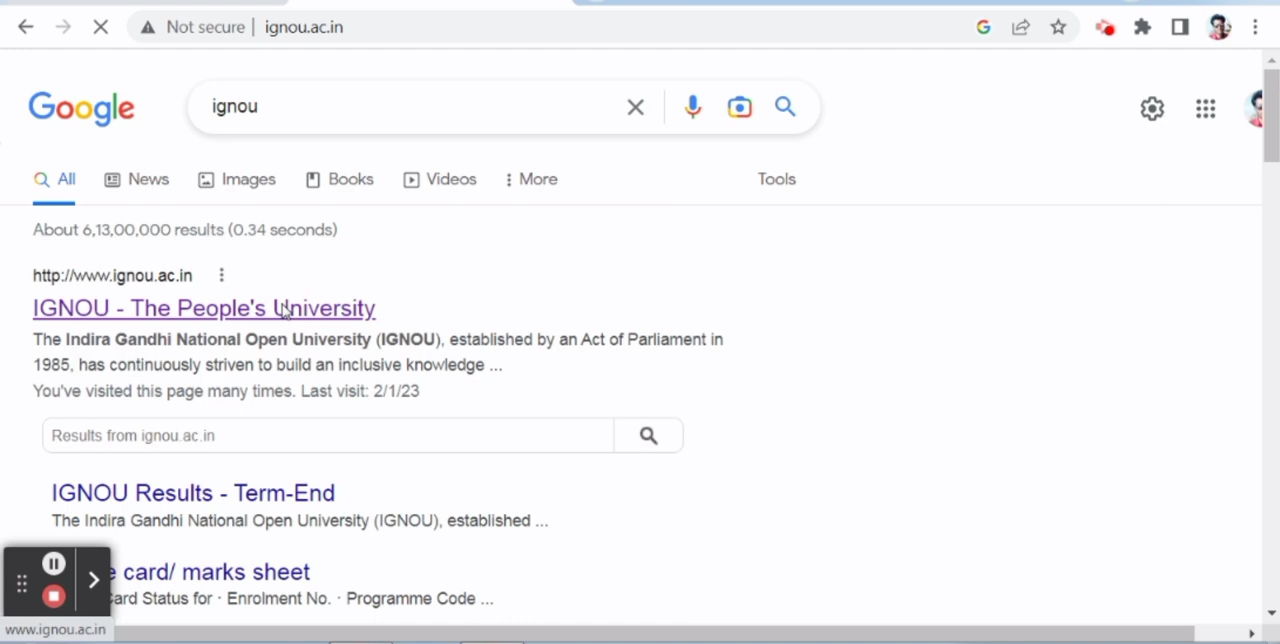 Not secure | ignou.ac.in
Google
ignou
All News Images Books Videos More Tools
About 6,13,00,000 results (0.34 seconds)
http://www.ignou.ac.in
IGNOU - The People's University
The Indira Gandhi National Open University (IGNOU), established by an Act of Parliament in
1985, has continuously striven to build an inclusive knowledge ...
You've visited this page many times. Last visit: 2/1/23
Results from ignou.ac.in
IGNOU Results - Term-End
The Indira Gandhi National Open University (IGNOU), established ...
card/ marks sheet
Card Status for · Enrolment No. · Programme Code ...
www.ignou.ac.in